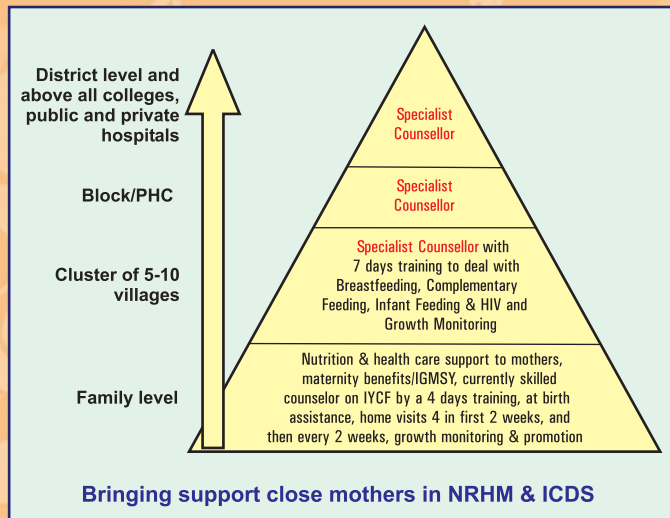 District level and
above all colleges,
public and private
hospitals
Specialist
Counsellor
Block/PHC
Specialist
Counsellor
Cluster of 5-10
villages
Specialist Counsellor with
7 days training to deal with
Breastfeeding, Complementary
Feeding, Infant Feeding & HIV and
Growth Monitoring
Family level
Nutrition & health care support to mothers,
maternity benefits/IGMSY, currently skilled
counselor on IYCF by a 4 days training, at birth
assistance, home visits 4 in first 2 weeks, and
then every 2 weeks, growth monitoring & promotion
Bringing support close mothers in NRHM & ICDS